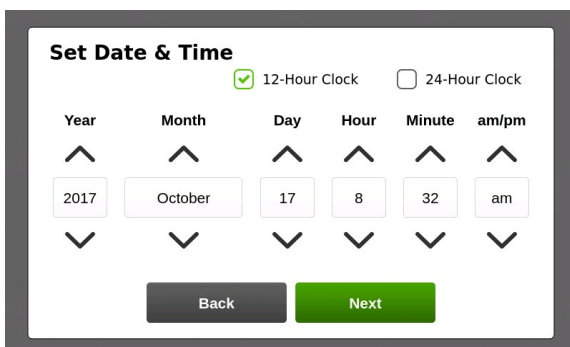 Set Date & Time
12-Hour Clock 24-Hour Clock
Year Month Day Hour Minute am/pm
2017 October 17 8 32 am
Back Next